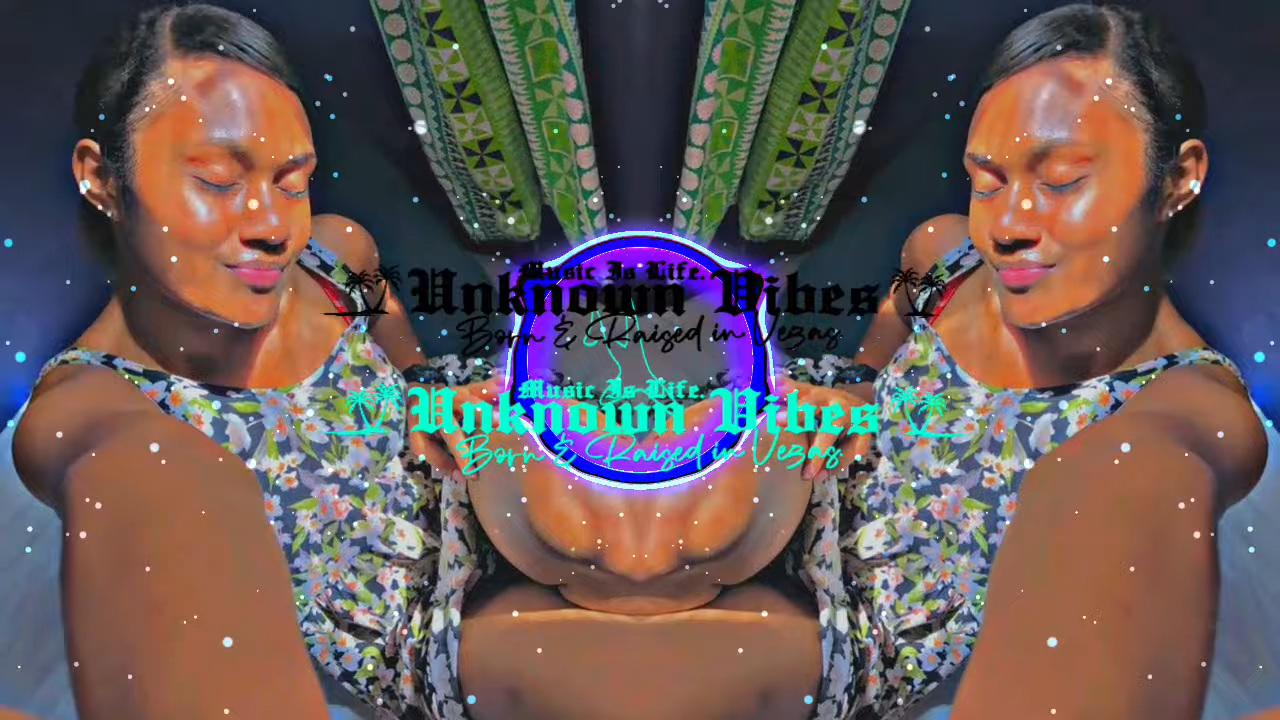 Music Is Life.
Unknown Vibes
Born & Raised in Vezas
Music Is Life.
Unknown Vibes
Born & Raised in Vezas